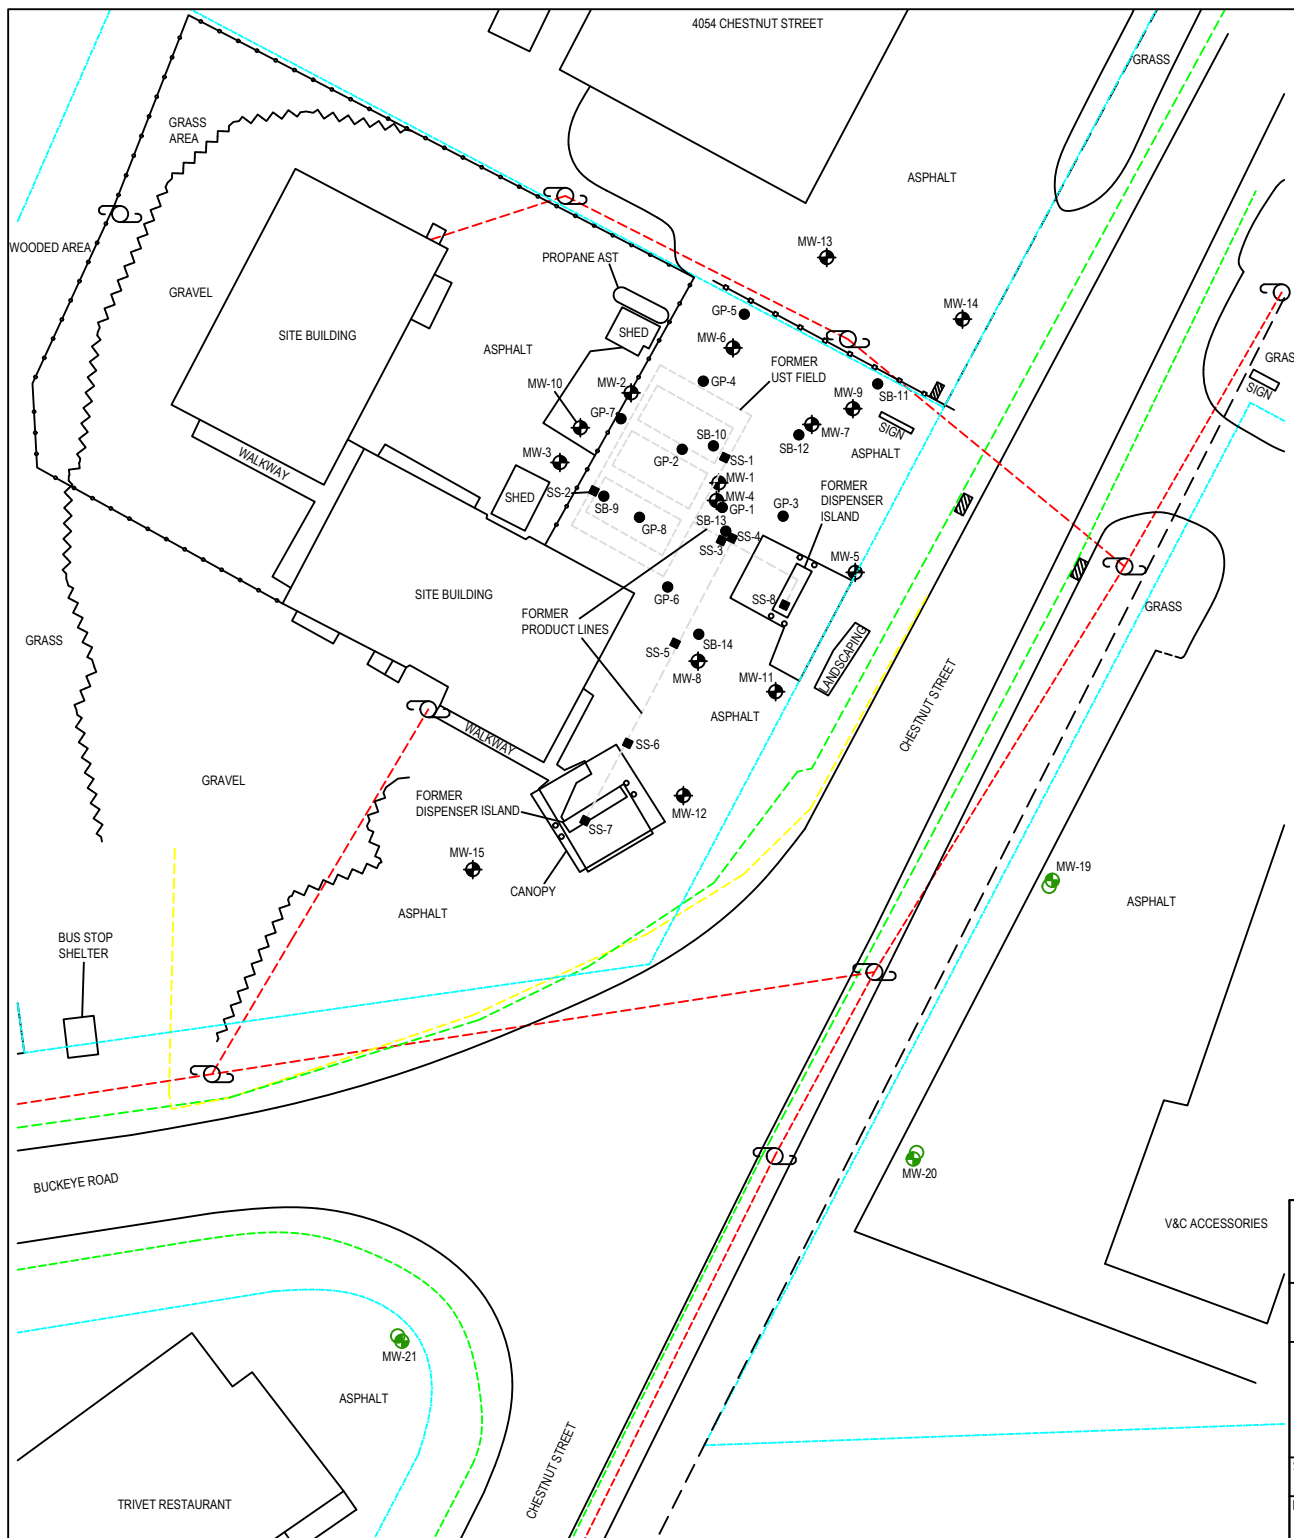 4054 CHESTNUT STREET
GRASS
GRASS
AREA
ASPHALT
WOODED AREA
MW-13
PROPANE AST
GRAVEL
MW-14
GP-5
SITE BUILDING
SHED
ASPHALT
MW-6
FORMER
UST FIELD
SIGN
MW-10
MW-2
GP-4
MW-9
SB-11
GP-7
MW-7
SIGN
SB-10
SB-12
ASPHALT
WALKWAY
MW-3
GP-2
SS-1
MW-1
FORMER
DISPENSER
ISLAND
SHED
SS-2
SB-9
MW-4
GP-1
GP-3
GP-8
SB-13
SS-3
SS-4
MW-5
SITE BUILDING
GP-6
SS-8
GRASS
FORMER
PRODUCT LINES
GRASS
SB-14
SS-5
MW-8
LANDSCAPING
MW-11
CHESTNUT STREET
ASPHALT
WALKWAY
SS-6
GRAVEL
FORMER
DISPENSER ISLAND
MW-12
SS-7
MW-15
CANOPY
MW-19
ASPHALT
ASPHALT
BUS STOP
SHELTER
MW-20
BUCKEYE ROAD
V&C ACCESSORIES
MW-21
ASPHALT
CHESTNUT STREET
TRIVET RESTAURANT